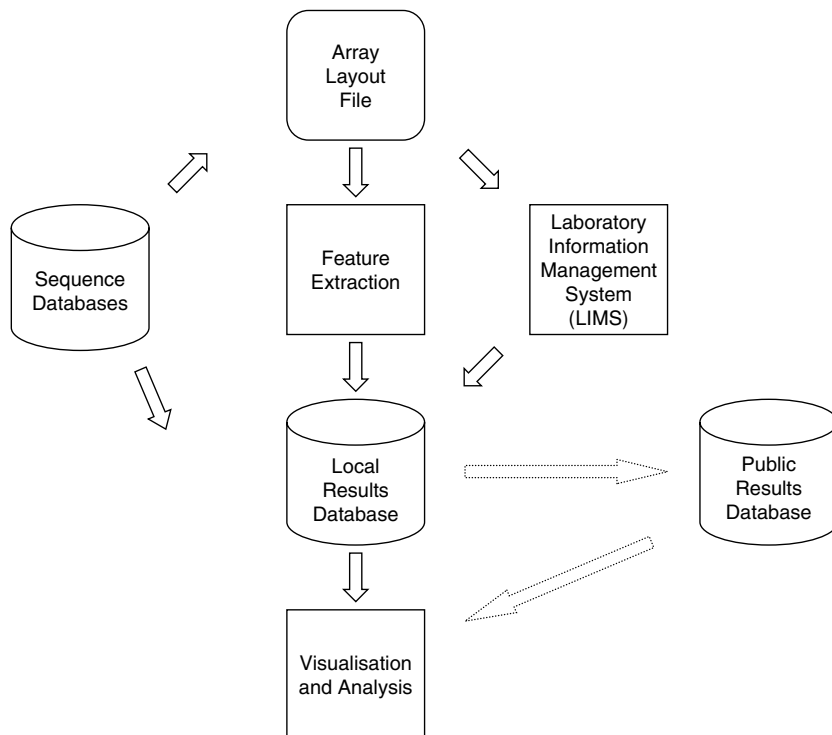 Array
Layout
File
Sequence
Databases
Feature
Extraction
Laboratory
Information
Management
System
(LIMS)
Local
Results
Database
Public
Results
Database
Visualisation
and Analysis